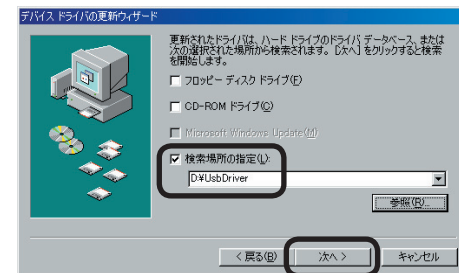 デバイス ドライバの更新ウィザード
更新されたドライバは、ハード ドライブのドライバ データベース、または
次の選択された場所から検索されます。[次へ] をクリックすると検索
を開始します。
フロッピー ディスク ドライブ(F)
CD-ROM ドライブ(C)
Microsoft Windows Update(M)
検索場所の指定(L):
D:¥UsbDriver
参照(R)...
< 戻る(B)
次へ >
キャンセル